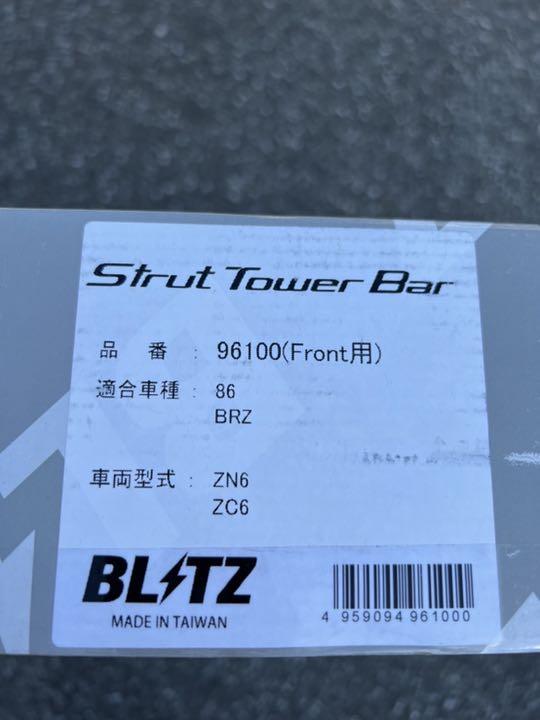 Strut Tower Bar
品 番 : 96100(Front用)
適合車種 : 86
BRZ
車両型式 : ZN6
ZC6
BLITZ
MADE IN TAIWAN
4 959094 961000